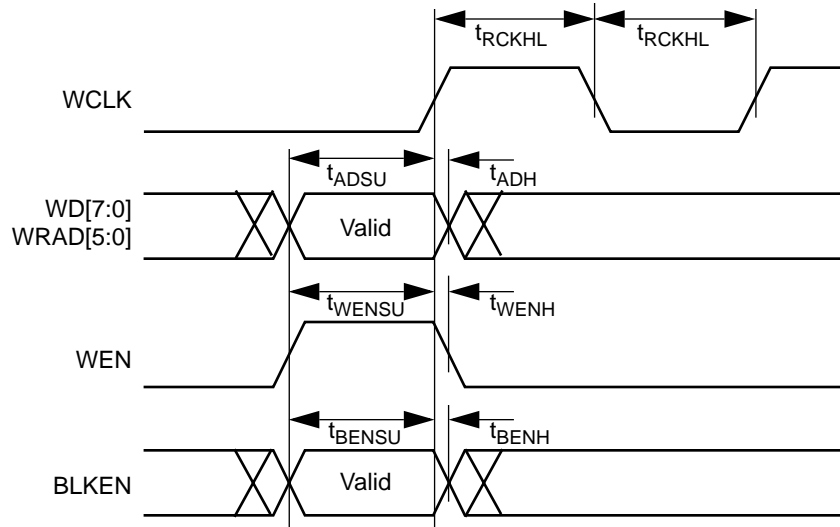 tRCKHL tRCKHL
WCLK
tADSU tADH
WD[7:0]
WRAD[5:0]
Valid
tWENSU tWENH
WEN
tBENSU tBENH
BLKEN
Valid